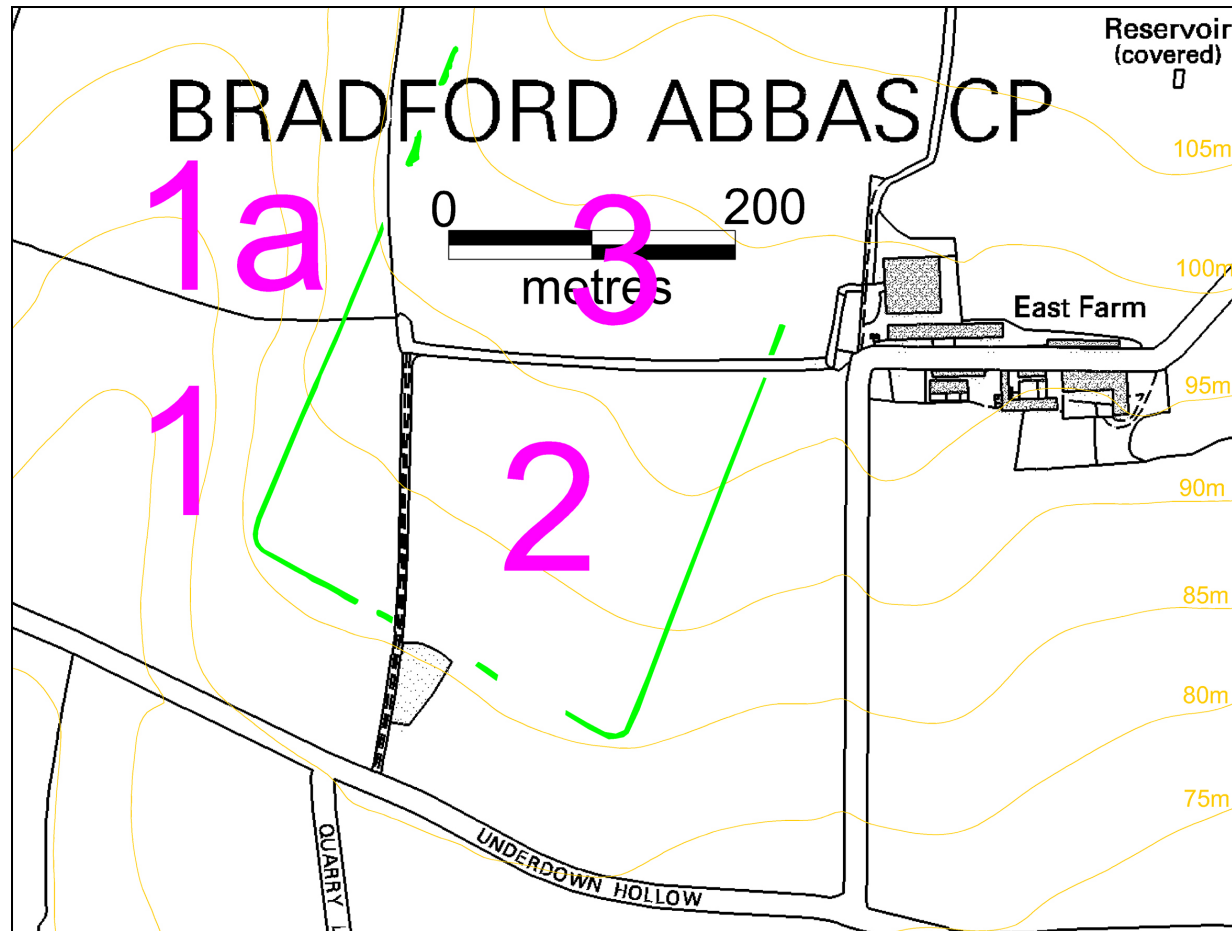 Reservoir
(covered)
BRADFORD ABBAS CP
105m
1a
0
200
3
metres
100m
East Farm
95m
1
2
90m
85m
80m
75m
UNDERDOWN HOLLOW
QUARRY L